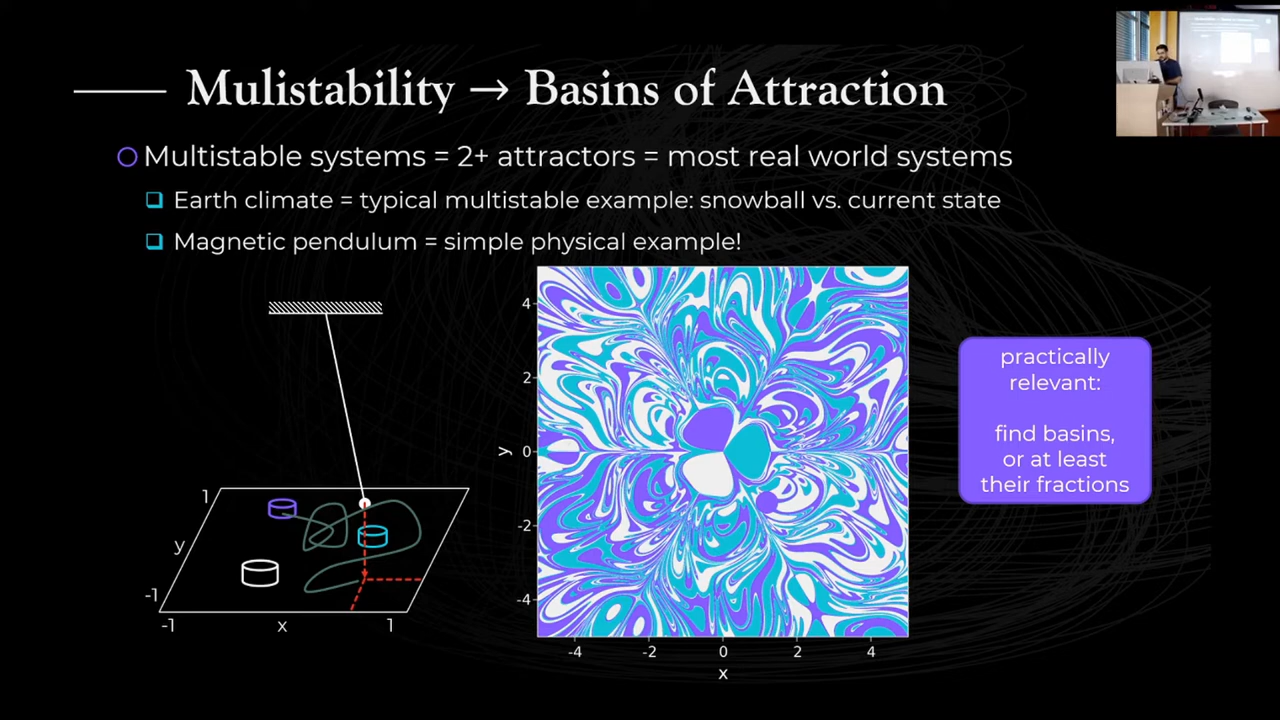 Mulistability → Basins of Attraction
Multistable systems = 2+ attractors = most real world systems
Earth climate = typical multistable example: snowball vs. current state
Magnetic pendulum = simple physical example!
1
y
-1
-1
x
1
4
2
y
0
-2
-4
-4
-2
0
2
4
x
practically
relevant:
find basins,
or at least
their fractions